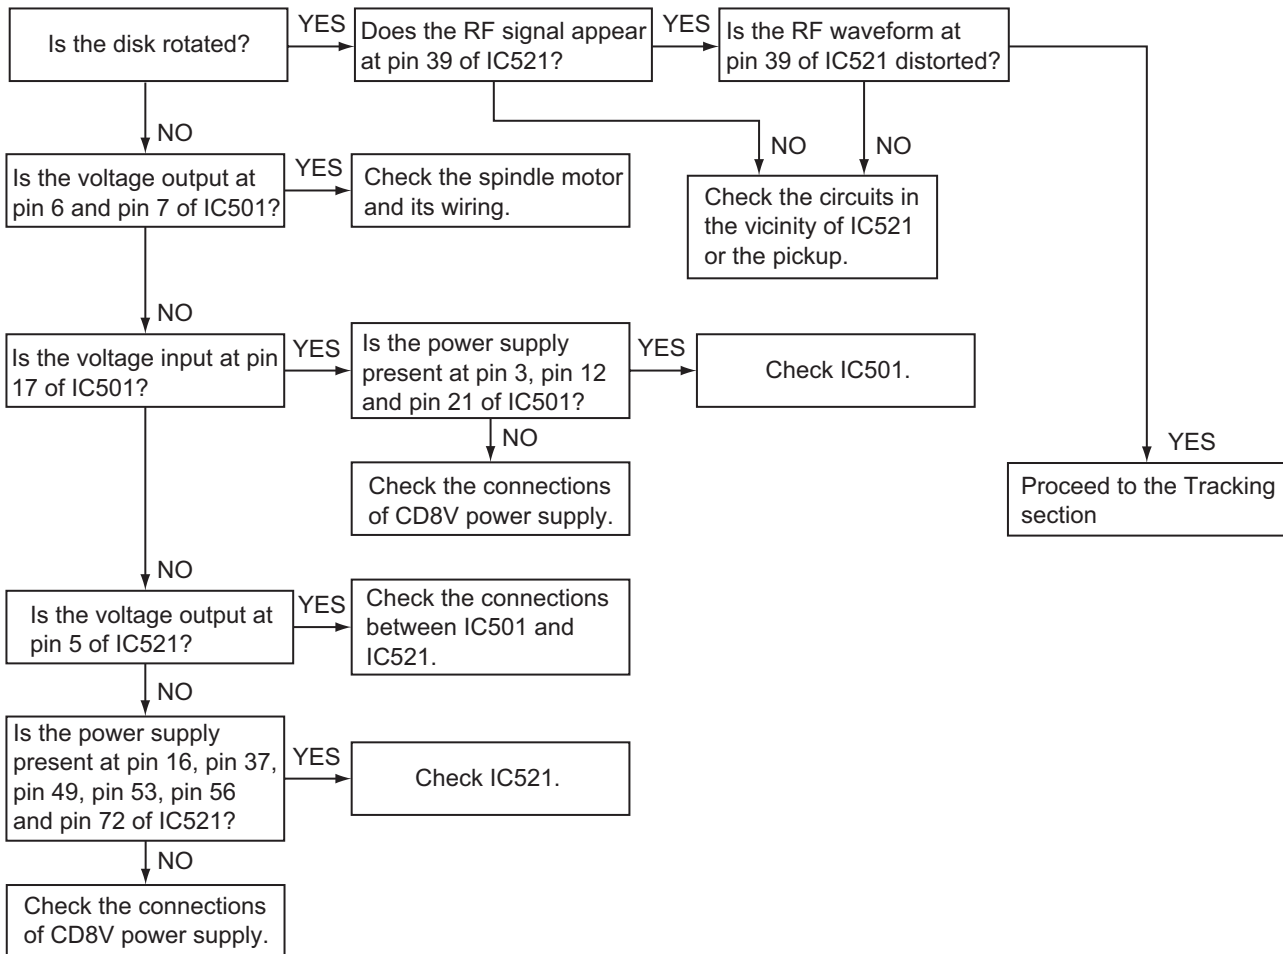 Is the disk rotated?
YES
Does the RF signal appear
at pin 39 of IC521?
YES
Is the RF waveform at
pin 39 of IC521 distorted?
NO
NO
NO
Is the voltage output at
pin 6 and pin 7 of IC501?
YES
Check the spindle motor
and its wiring.
Check the circuits in
the vicinity of IC521
or the pickup.
NO
Is the voltage input at pin
17 of IC501?
YES
Is the power supply
present at pin 3, pin 12
and pin 21 of IC501?
YES
Check IC501.
NO
YES
Check the connections
of CD8V power supply.
Proceed to the Tracking
section
NO
Is the voltage output at
pin 5 of IC521?
YES
Check the connections
between IC501 and
IC521.
NO
Is the power supply
present at pin 16, pin 37,
pin 49, pin 53, pin 56
and pin 72 of IC521?
YES
Check IC521.
NO
Check the connections
of CD8V power supply.